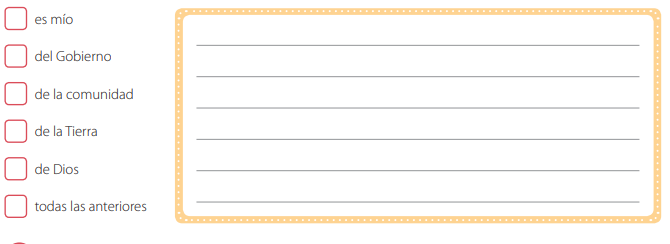 es mío
del Gobierno
de la comunidad
de la Tierra
de Dios
todas las anteriores